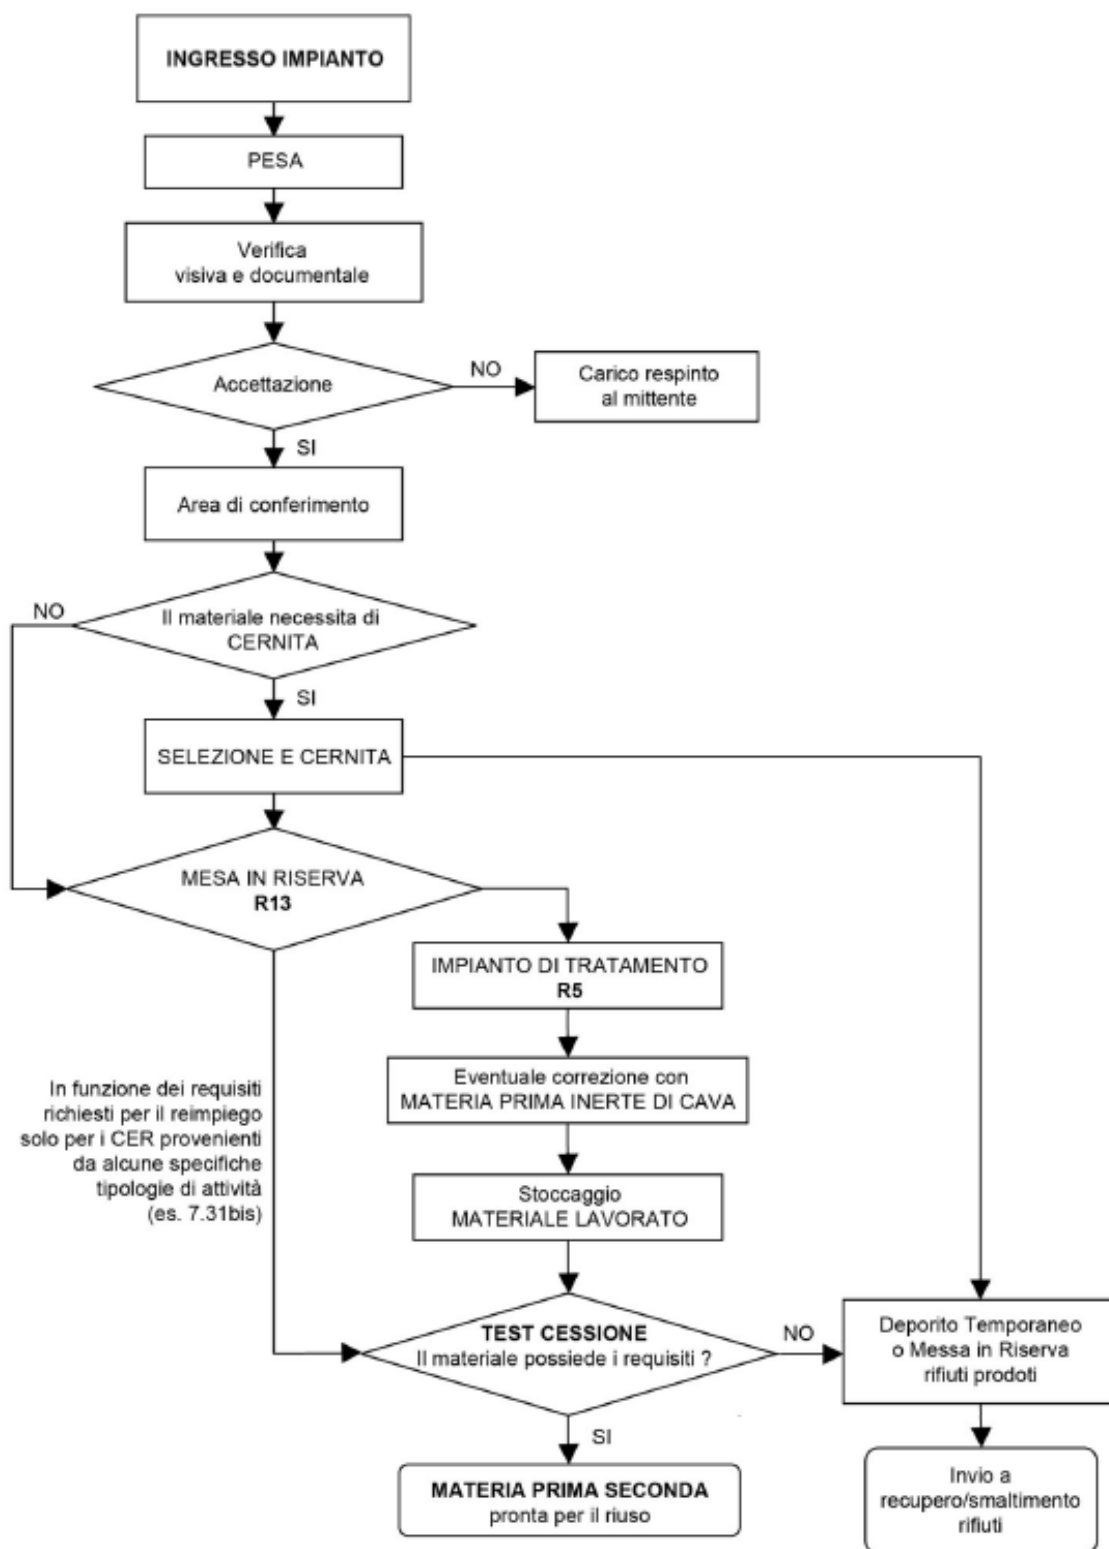 INGRESSO IMPIANTO
PESA
Verifica
visiva e documentale
Accettazione
NO
Carico respinto
al mittente
SI
Area di conferimento
NO
Il materiale necessita di
CERNITA
SI
SELEZIONE E CERNITA
MESA IN RISERVA
R13
IMPIANTO DI TRATAMENTO
R5
Eventuale correzione con
MATERIA PRIMA INERTE DI CAVA
In funzione dei requisiti
richiesti per il reimpiego
solo per i CER provenienti
da alcune specifiche
tipologie di attività
(es. 7.31bis)
Stoccaggio
MATERIALE LAVORATO
TEST CESSIONE
Il materiale possiede i requisiti ?
NO
Deporito Temporaneo
o Messa in Riserva
rifiuti prodoti
SI
MATERIA PRIMA SECONDA
pronta per il riuso
Invio a
recupero/smaltimento
rifiuti